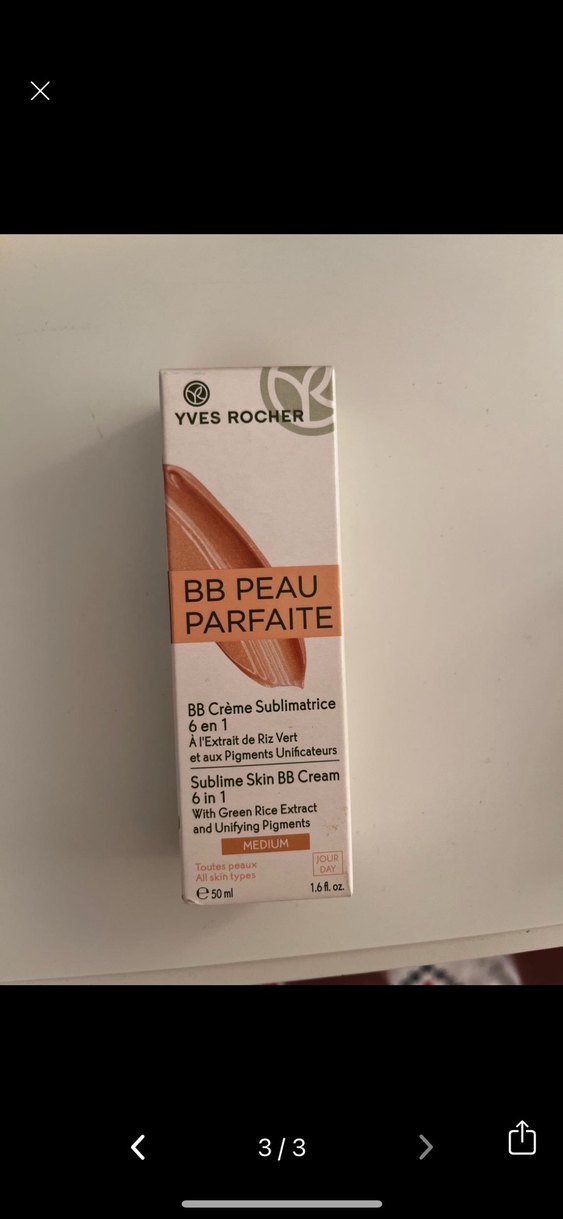 YVES ROCHER
BB PEAU
PARFAITE
BB Crème Sublimatrice
6 en 1
À l'Extrait de Riz Vert
et aux Pigments Unificateurs
Sublime Skin BB Cream
6 in 1
With Green Rice Extract
and Unifying Pigments
MEDIUM
Toutes peaux
All skin types
JOUR
DAY
e 50 ml
1.6 fl. oz.
3 / 3